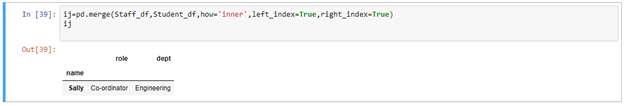 In [39]: ij=pd.merge(Staff_df,Student_df,how='inner',left_index=True,right_index=True)
ij
Out[39]:
role dept
name
Sally Co-ordinator Engineering